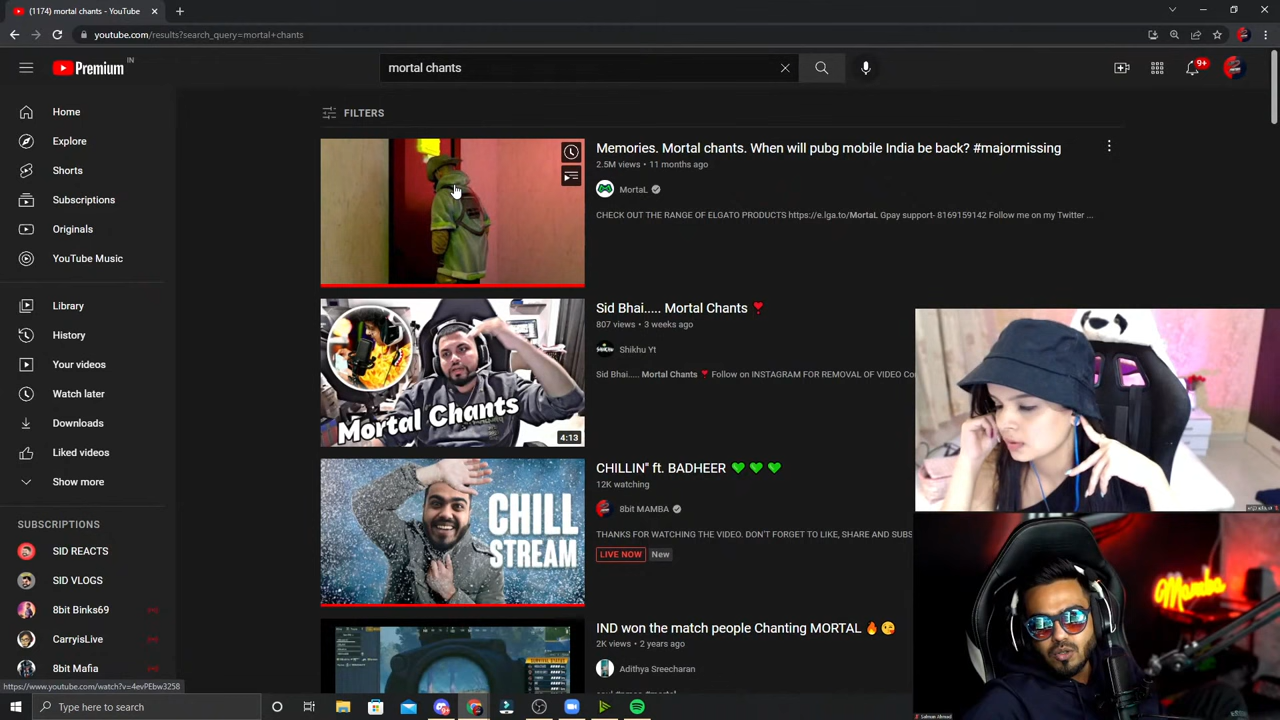 (1174) mortal chants - YouTube
youtube.com/results?search_query=mortal+chants
Premium IN
mortal chants
9+
Home
Explore
Shorts
Subscriptions
Originals
YouTube Music
Library
History
Your videos
Watch later
Downloads
Liked videos
Show more
SUBSCRIPTIONS
SID REACTS
SID VLOGS
8bit Binks69
CarryisLive
8bit Mafia
FILTERS
Memories. Mortal chants. When will pubg mobile India be back? #majormissing
2.5M views • 11 months ago
MortaL
CHECK OUT THE RANGE OF ELGATO PRODUCTS https://e.lga.to/MortaL Gpay support- 8169159142 Follow me on my Twitter ...
Mortal Chants
4:13
Sid Bhai..... Mortal Chants ❣
807 views • 3 weeks ago
Shikhu Yt
Sid Bhai..... Mortal Chants ❣ Follow on INSTAGRAM FOR REMOVAL OF VIDEO Co
CHILL
STREAM
CHILLIN" ft. BADHEER 💚 💚 💚
12K watching
8bit MAMBA
THANKS FOR WATCHING THE VIDEO. DON'T FORGET TO LIKE, SHARE AND SUBS
LIVE NOW New
IND won the match people Chanting MORTAL 🔥 😘
2K views • 2 years ago
Adithya Sreecharan
Mamba
Salman Ahmad
https://www.youtube.com/watch?v=4evPEbw3258
Type here to search